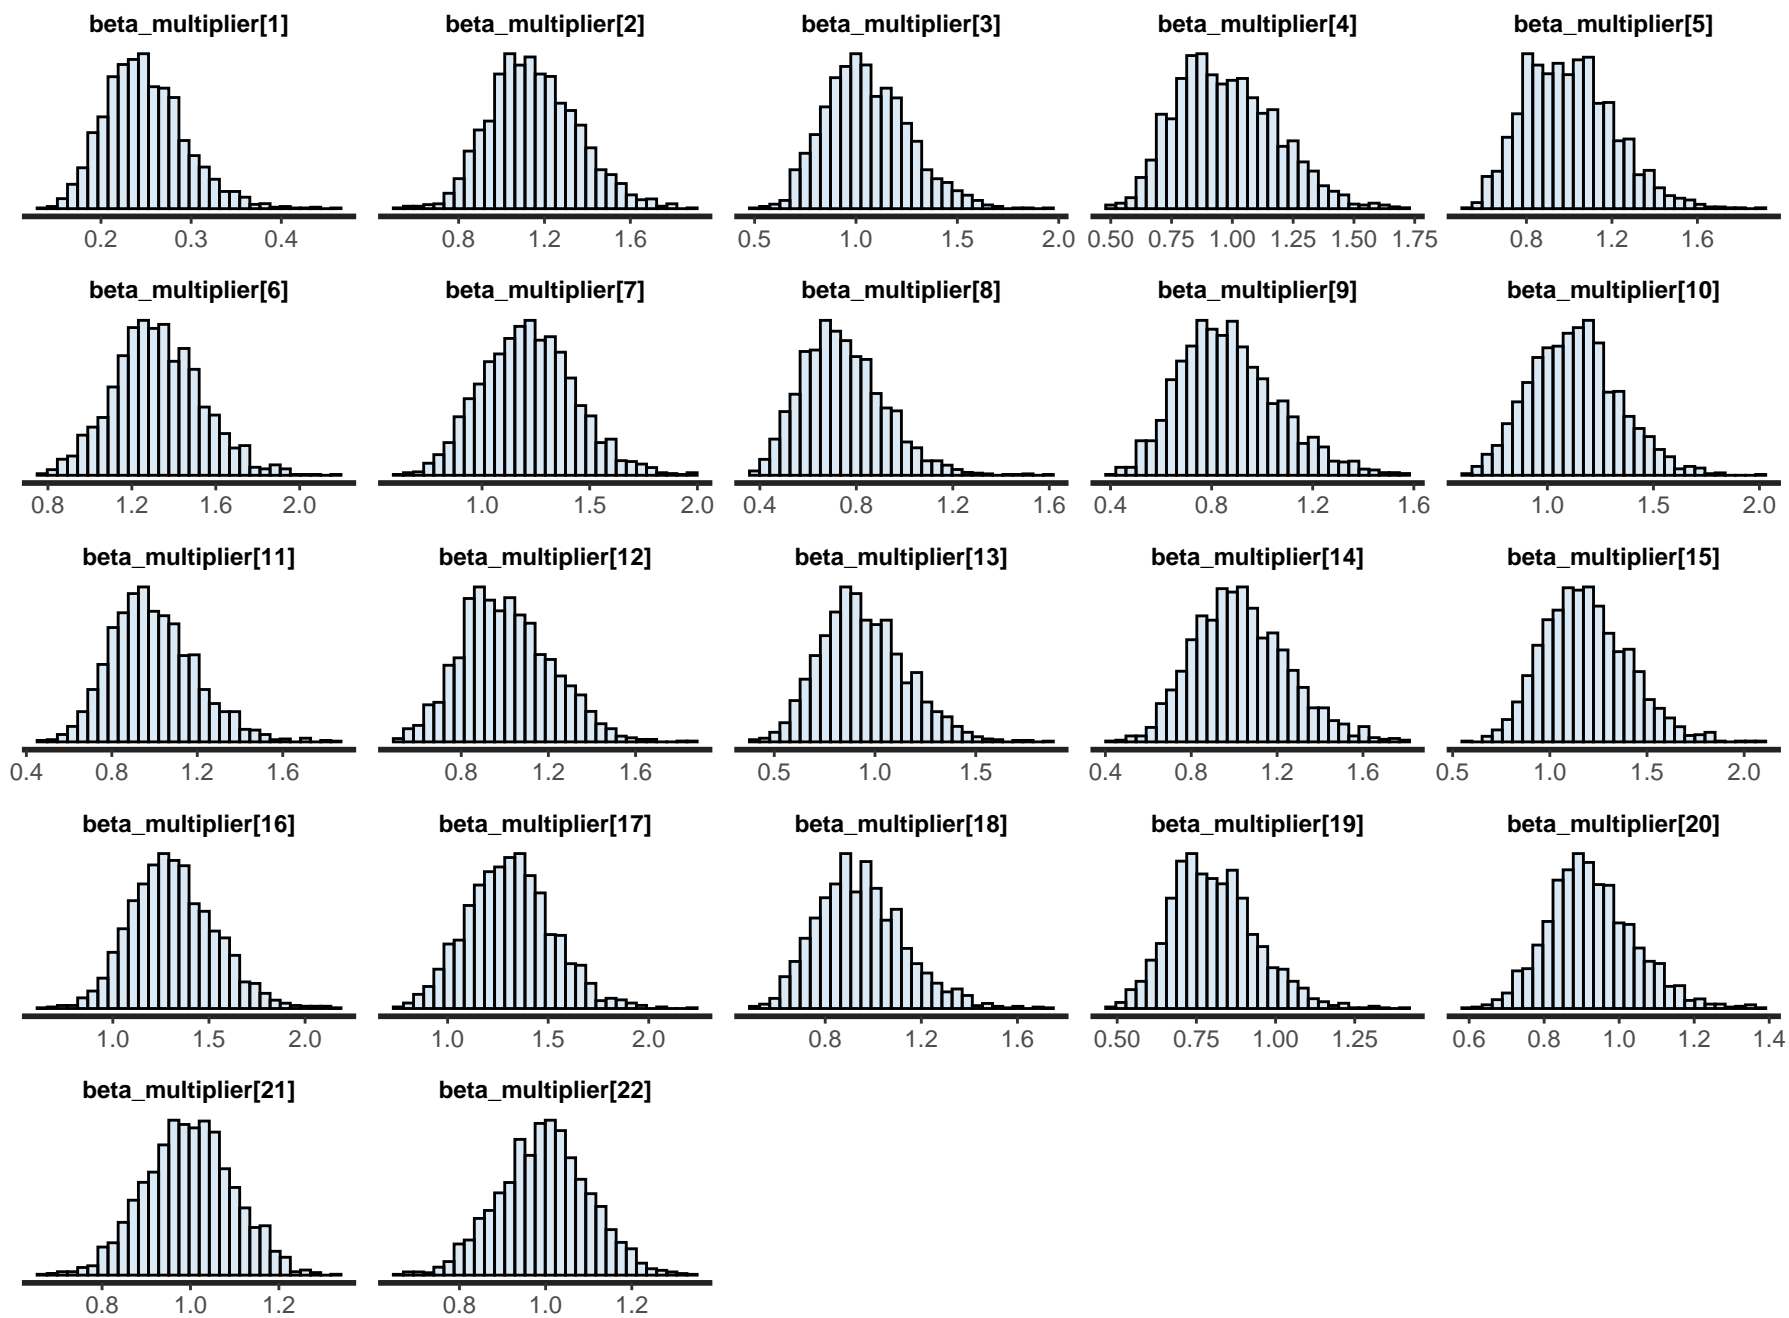 beta_multiplier[1] beta_multiplier[2] beta_multiplier[3] beta_multiplier[4] beta_multiplier[5]
0.2 0.3 0.4 0.8 1.2 1.6 0.5 1.0 1.5 2.0 0.50 0.75 1.00 1.25 1.50 1.75 0.8 1.2 1.6
beta_multiplier[6] beta_multiplier[7] beta_multiplier[8] beta_multiplier[9] beta_multiplier[10]
0.8 1.2 1.6 2.0 1.0 1.5 2.0 0.4 0.8 1.2 1.6 0.4 0.8 1.2 1.6 1.0 1.5 2.0
beta_multiplier[11] beta_multiplier[12] beta_multiplier[13] beta_multiplier[14] beta_multiplier[15]
0.4 0.8 1.2 1.6 0.8 1.2 1.6 0.5 1.0 1.5 0.4 0.8 1.2 1.6 0.5 1.0 1.5 2.0
beta_multiplier[16] beta_multiplier[17] beta_multiplier[18] beta_multiplier[19] beta_multiplier[20]
1.0 1.5 2.0 1.0 1.5 2.0 0.8 1.2 1.6 0.50 0.75 1.00 1.25 0.6 0.8 1.0 1.2 1.4
beta_multiplier[21] beta_multiplier[22]
0.8 1.0 1.2 0.8 1.0 1.2